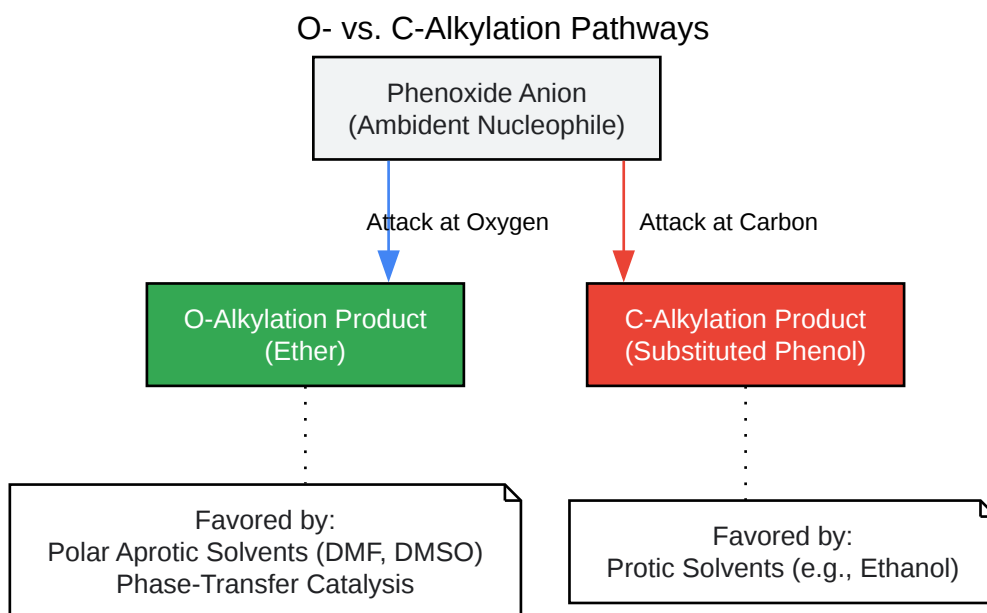 O- vs. C-Alkylation Pathways
Phenoxide Anion
(Ambident Nucleophile)
Attack at Oxygen
Attack at Carbon
O-Alkylation Product
(Ether)
C-Alkylation Product
(Substituted Phenol)
Favored by:
Polar Aprotic Solvents (DMF, DMSO)
Phase-Transfer Catalysis
Favored by:
Protic Solvents (e.g., Ethanol)